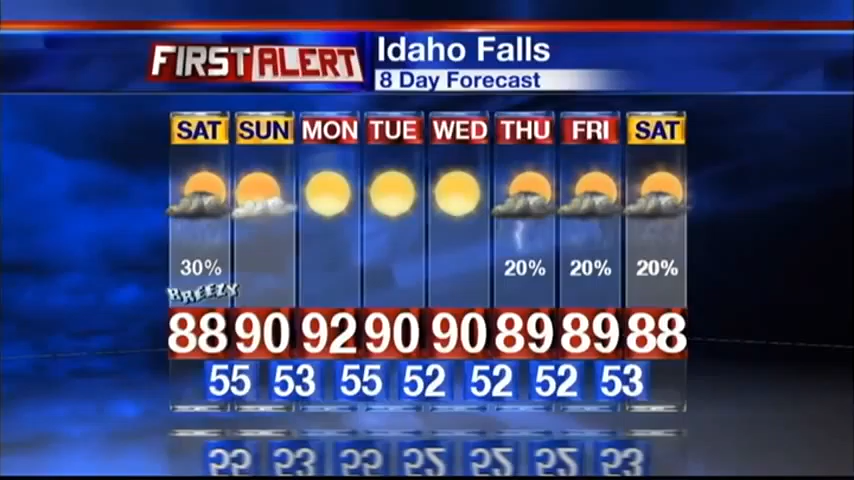 FIRST ALERT
Idaho Falls
8 Day Forecast
SAT SUN MON TUE WED THU FRI SAT
30% 20% 20% 20%
BREEZY
88 90 92 90 90 89 89 88
55 53 55 52 52 52 53